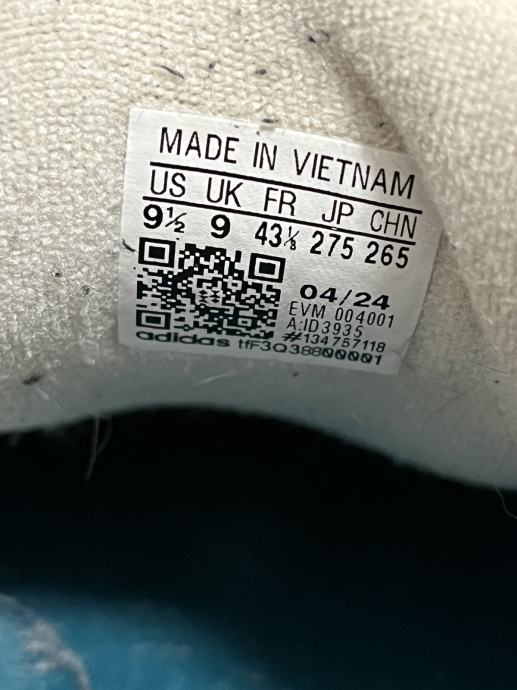 MADE IN VIETNAM
US UK FR JP CHN
9½ 9 43⅓ 275 265
04/24
EVM 004001
A:ID3935
#134757118
adidas tfF3Q38800001